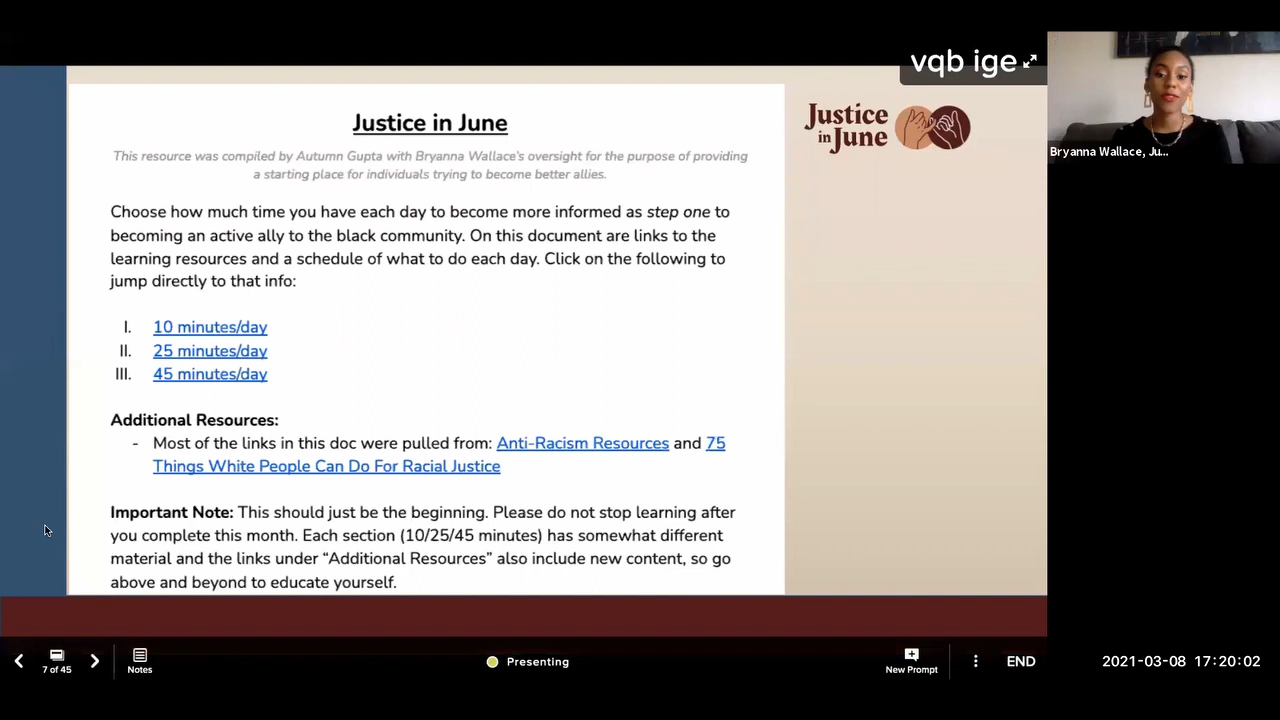 vqb ige
Justice in June
This resource was compiled by Autumn Gupta with Bryanna Wallace's oversight for the purpose of providing
a starting place for individuals trying to become better allies.
Choose how much time you have each day to become more informed as step one to
becoming an active ally to the black community. On this document are links to the
learning resources and a schedule of what to do each day. Click on the following to
jump directly to that info:
I. 10 minutes/day
II. 25 minutes/day
III. 45 minutes/day
Additional Resources:
- Most of the links in this doc were pulled from: Anti-Racism Resources and 75
Things White People Can Do For Racial Justice
Important Note: This should just be the beginning. Please do not stop learning after
you complete this month. Each section (10/25/45 minutes) has somewhat different
material and the links under “Additional Resources” also include new content, so go
above and beyond to educate yourself.
Justice
in June
Bryanna Wallace, Ju...
7 of 45
Notes
Presenting
New Prompt
END
2021-03-08 17:20:02